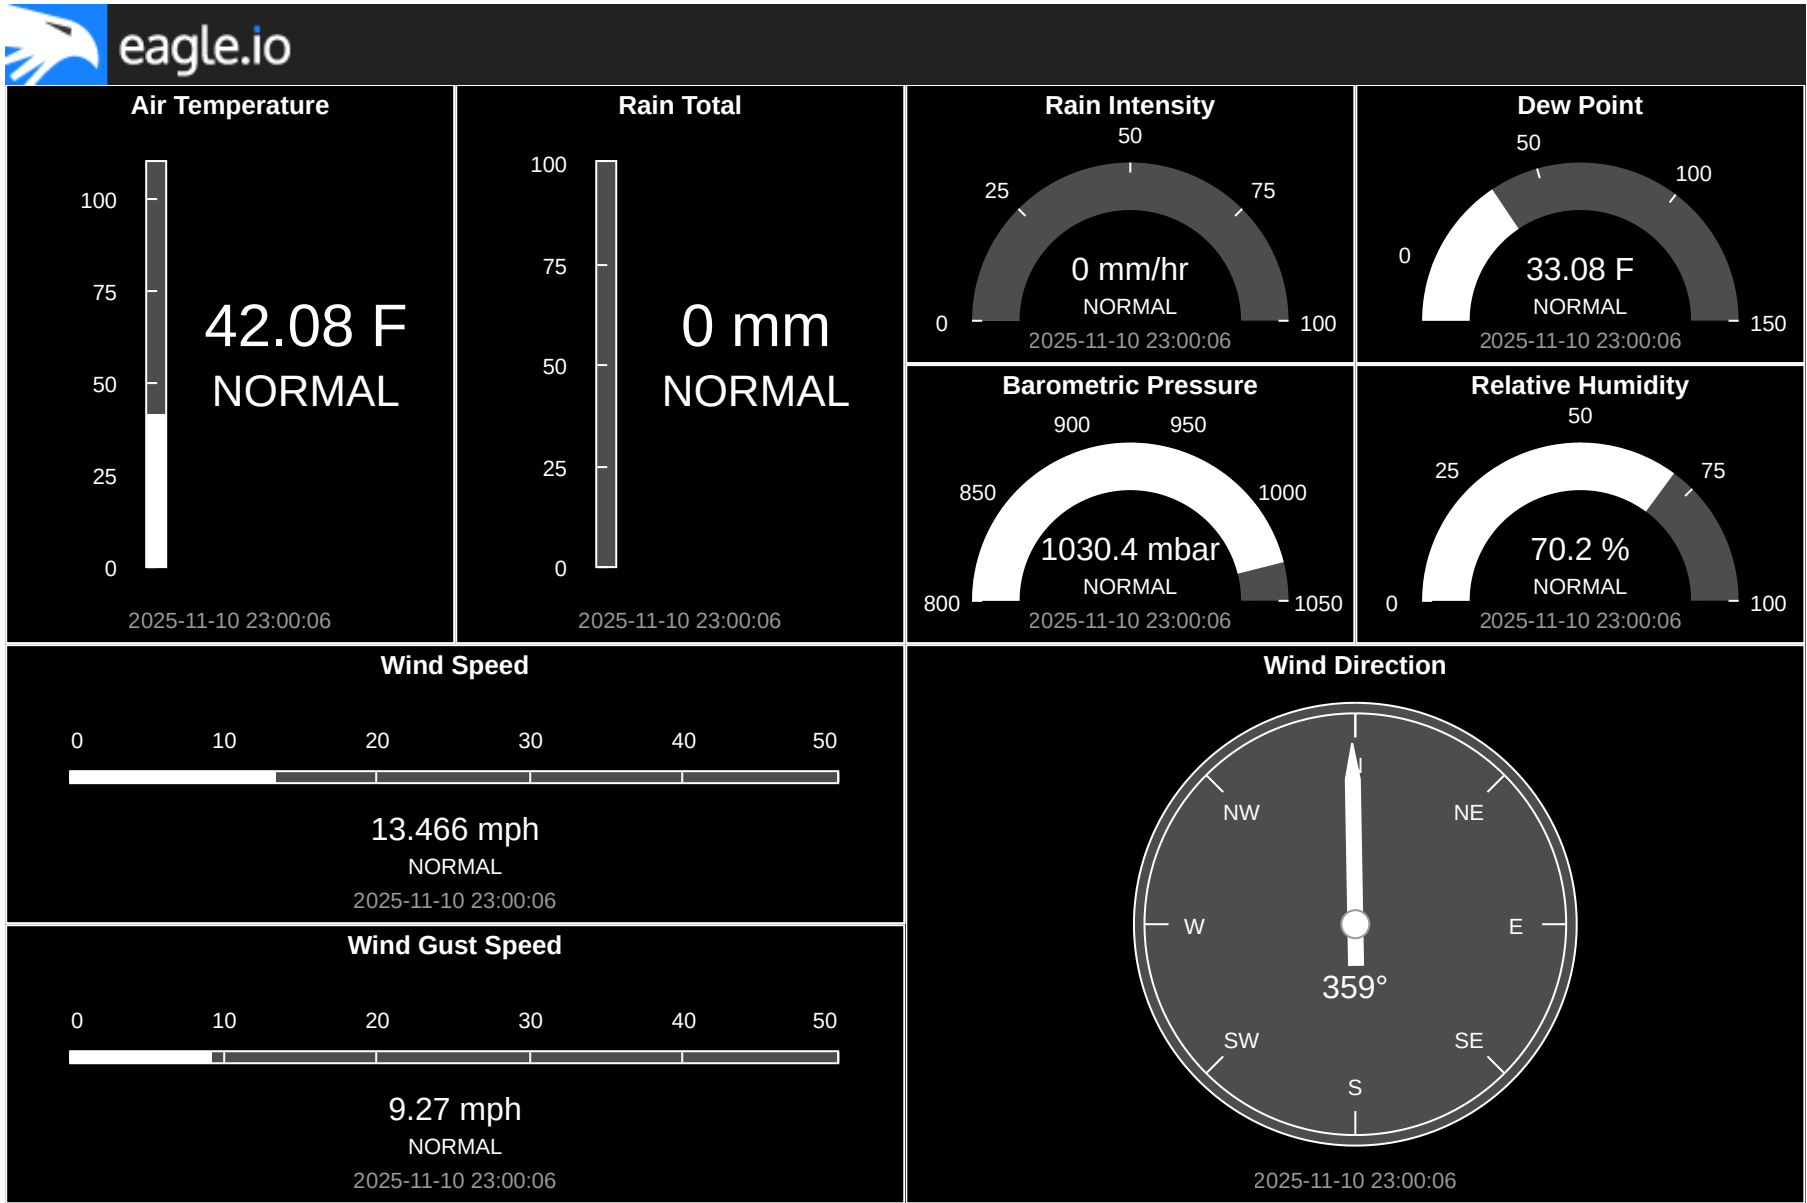 eagle.io
Air Temperature
100
75
50
25
0
42.08 F
NORMAL
2025-11-10 23:00:06
Rain Total
100
75
50
25
0
0 mm
NORMAL
2025-11-10 23:00:06
Rain Intensity
50
25
75
0
100
0 mm/hr
NORMAL
2025-11-10 23:00:06
Dew Point
50
100
0
150
33.08 F
NORMAL
2025-11-10 23:00:06
Barometric Pressure
900
950
850
1000
800
1050
1030.4 mbar
NORMAL
2025-11-10 23:00:06
Relative Humidity
50
25
75
0
100
70.2 %
NORMAL
2025-11-10 23:00:06
Wind Speed
0 10 20 30 40 50
13.466 mph
NORMAL
2025-11-10 23:00:06
Wind Gust Speed
0 10 20 30 40 50
9.27 mph
NORMAL
2025-11-10 23:00:06
Wind Direction
NW NE
W E
359°
SW SE
S
2025-11-10 23:00:06